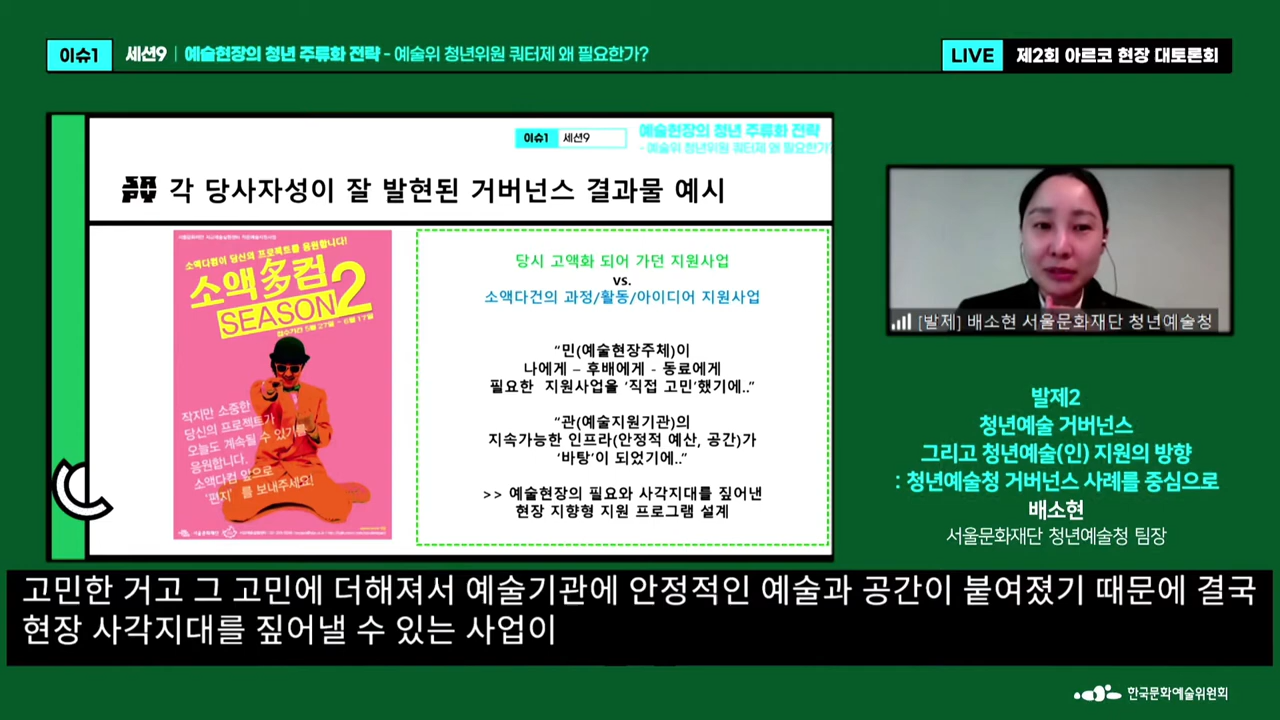 이슈1
세션9 | 예술현장의 청년 주류화 전략 - 예술위 청년위원 쿼터제 왜 필요한가?
LIVE 제2회 아르코 현장 대토론회
이슈1 세션9
예술현장의 청년 주류화 전략
- 예술위 청년위원 쿼터제 왜 필요한가?
각 당사자성이 잘 발현된 거버넌스 결과물 예시
소액다컴이 당신의 프로젝트를 응원합니다!
소액多컴
SEASON2
작지만 소중한
당신의 프로젝트가
오늘도 계속될 수 있기를
응원합니다.
소액다컴 앞으로
'편지'를 보내주세요!
서울문화재단
당시 고액화 되어 가던 지원사업
vs.
소액다건의 과정/활동/아이디어 지원사업
“민(예술현장주체)이
나에게 – 후배에게 - 동료에게
필요한 지원사업을 ‘직접 고민’했기에..”
“관(예술지원기관)의
지속가능한 인프라(안정적 예산, 공간)가
‘바탕’이 되었기에..”
>> 예술현장의 필요와 사각지대를 짚어낸
현장 지향형 지원 프로그램 설계
[발제] 배소현 서울문화재단 청년예술청
발제2
청년예술 거버넌스
그리고 청년예술(인) 지원의 방향
: 청년예술청 거버넌스 사례를 중심으로
배소현
서울문화재단 청년예술청 팀장
고민한 거고 그 고민에 더해져서 예술기관에 안정적인 예술과 공간이 붙여졌기 때문에 결국
현장 사각지대를 짚어낼 수 있는 사업이
한국문화예술위원회